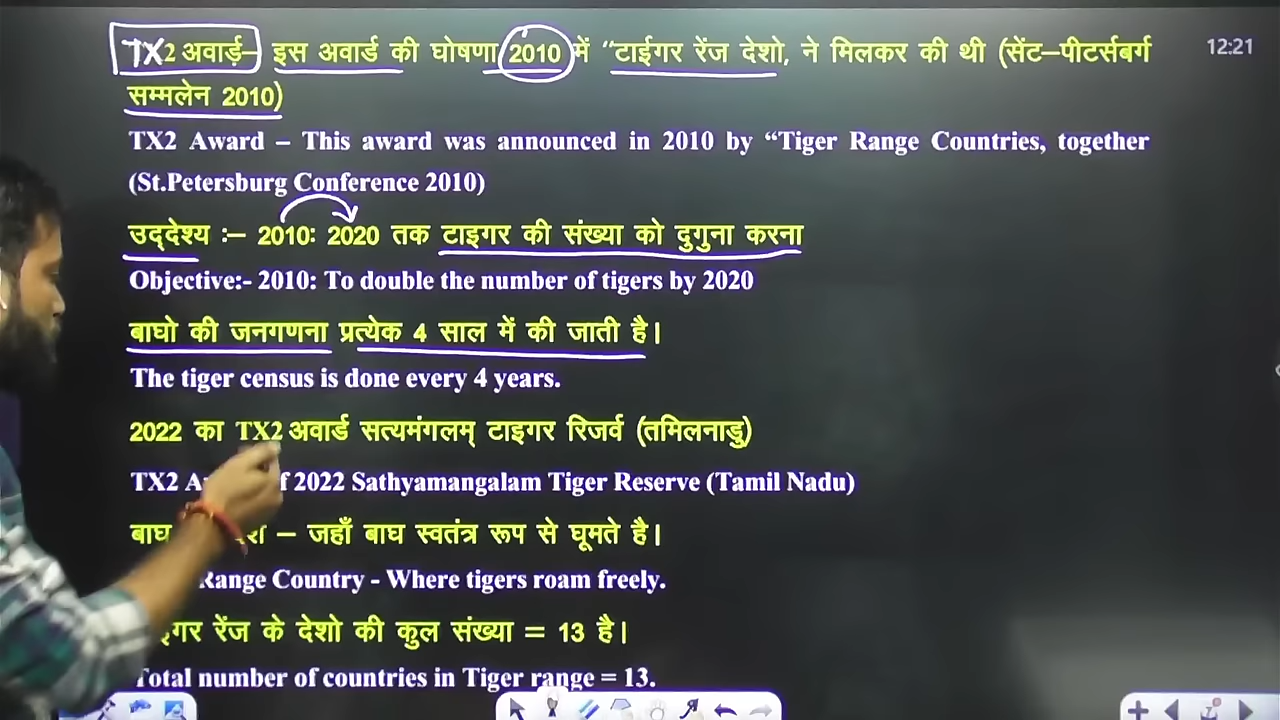 TX2 अवार्ड़– इस अवार्ड की घोषणा 2010 में “टाईगर रेंज देशो, ने मिलकर की थी (सेंट–पीटर्सबर्ग
12:21
सम्मलेन 2010)
TX2 Award – This award was announced in 2010 by “Tiger Range Countries, together
(St.Petersburg Conference 2010)
उद्देश्य :– 2010: 2020 तक टाइगर की संख्या को दुगुना करना
Objective:- 2010: To double the number of tigers by 2020
बाघो की जनगणना प्रत्येक 4 साल में की जाती है।
The tiger census is done every 4 years.
2022 का TX2 अवार्ड सत्यमंगलम् टाइगर रिजर्व (तमिलनाडु)
TX2 2022 Sathyamangalam Tiger Reserve (Tamil Nadu)
बाघ – जहाँ बाघ स्वतंत्र रूप से घूमते है।
Range Country - Where tigers roam freely.
रेंज के देशो की कुल संख्या = 13 है।
Total number of countries in Tiger range = 13.